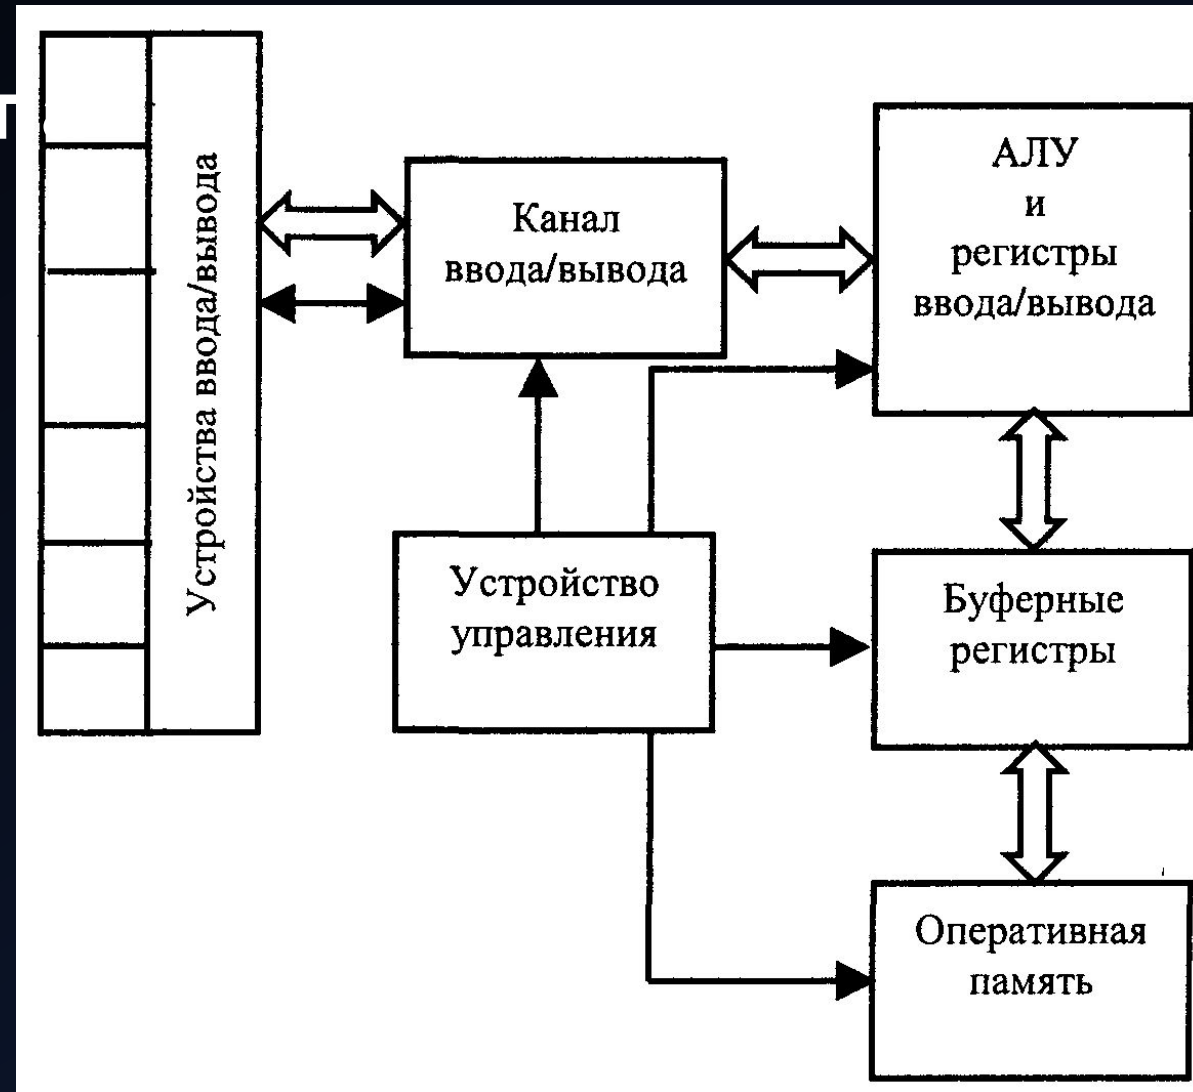 Устройства ввода/вывода
Канал
ввода/вывода
АЛУ
и
регистры
ввода/вывода
Устройство
управления
Буферные
регистры
Оперативная
память